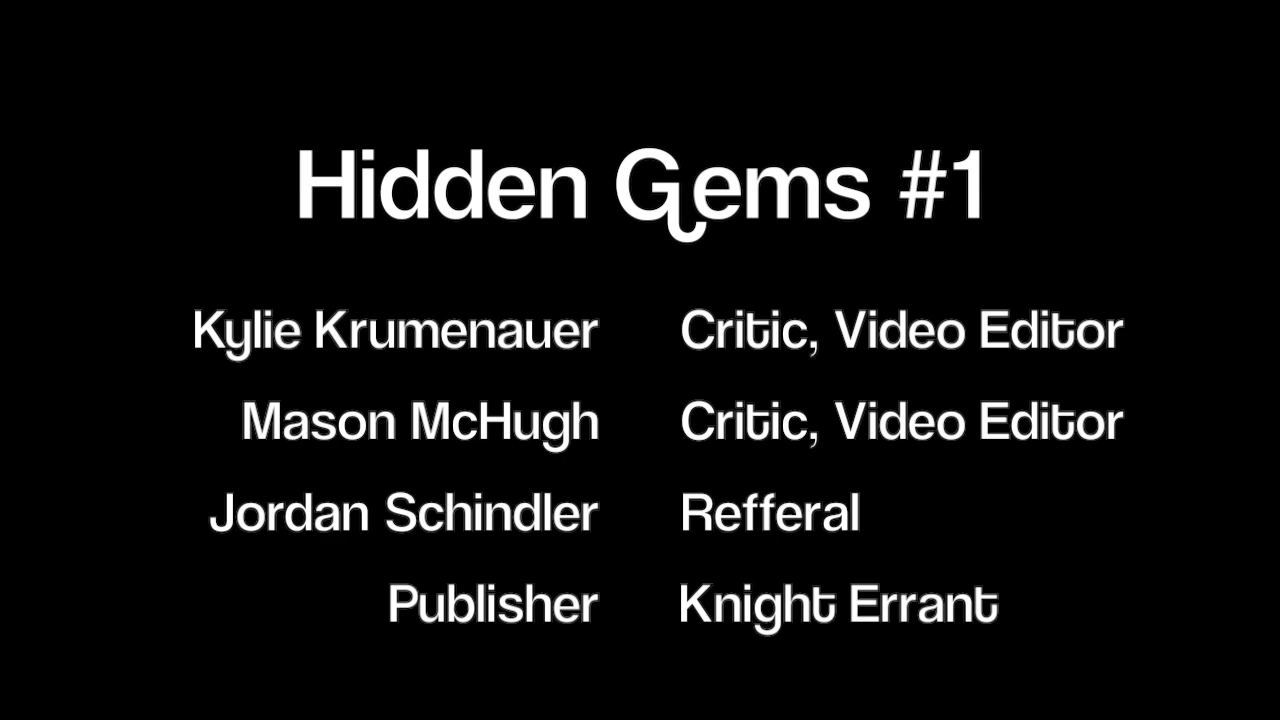 Hidden Gems #1
Kylie Krumenauer Critic, Video Editor
Mason McHugh Critic, Video Editor
Jordan Schindler Refferal
Publisher Knight Errant